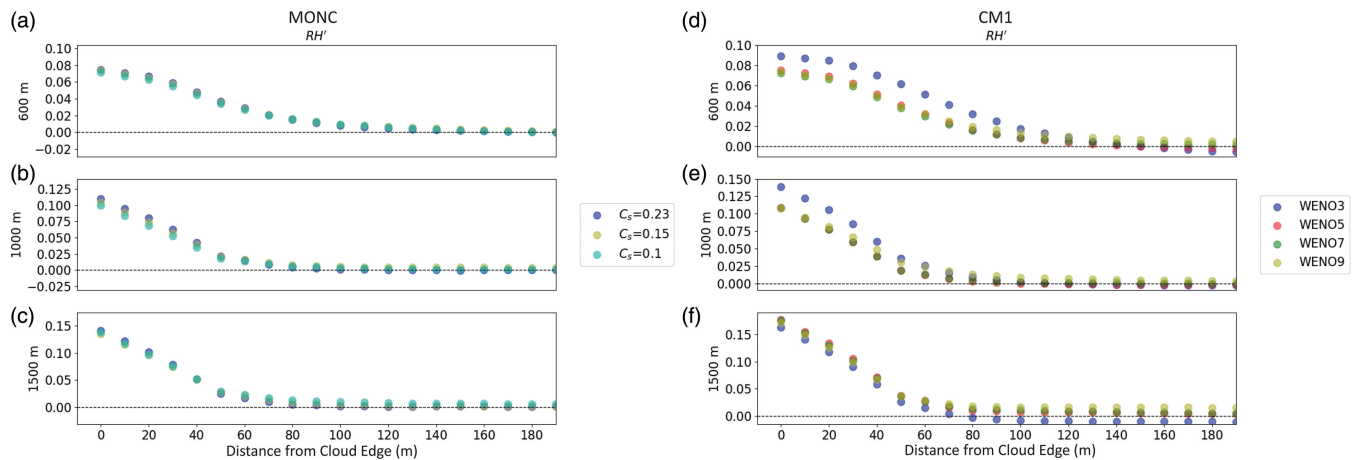 (a)
MONC
RH′
0.10
0.08
0.06
0.04
0.02
0.00
−0.02
600 m
(b)
0.125
0.100
0.075
0.050
0.025
0.000
−0.025
1000 m
(c)
0.15
0.10
0.05
0.00
1500 m
0 20 40 60 80 100 120 140 160 180
Distance from Cloud Edge (m)
Cs=0.23
Cs=0.15
Cs=0.1
(d)
CM1
RH′
0.10
0.08
0.06
0.04
0.02
0.00
600 m
(e)
0.150
0.125
0.100
0.075
0.050
0.025
0.000
1000 m
(f)
0.15
0.10
0.05
0.00
1500 m
0 20 40 60 80 100 120 140 160 180
Distance from Cloud Edge (m)
WENO3
WENO5
WENO7
WENO9